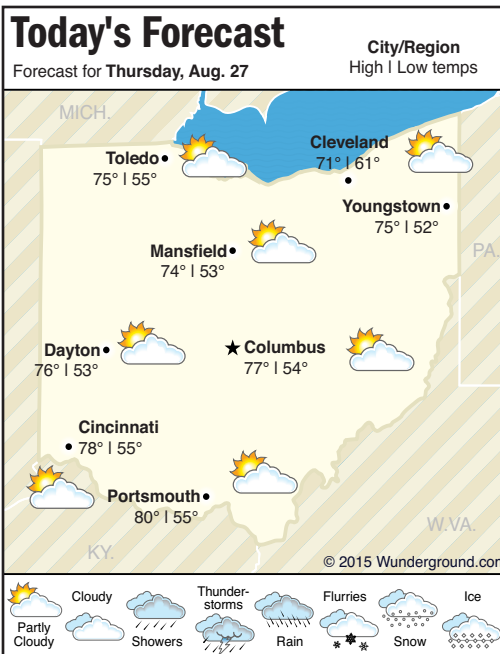 Today's Forecast
Forecast for Thursday, Aug. 27
City/Region
High | Low temps
MICH.
Cleveland
71° | 61°
Toledo
75° | 55°
Youngstown
75° | 52°
Mansfield
74° | 53°
PA.
Dayton
76° | 53°
Columbus
77° | 54°
Cincinnati
78° | 55°
Portsmouth
80° | 55°
W.VA.
KY.
© 2015 Wunderground.com
Partly
Cloudy
Cloudy
Showers
Thunder-
storms
Rain
Flurries
Snow
Ice